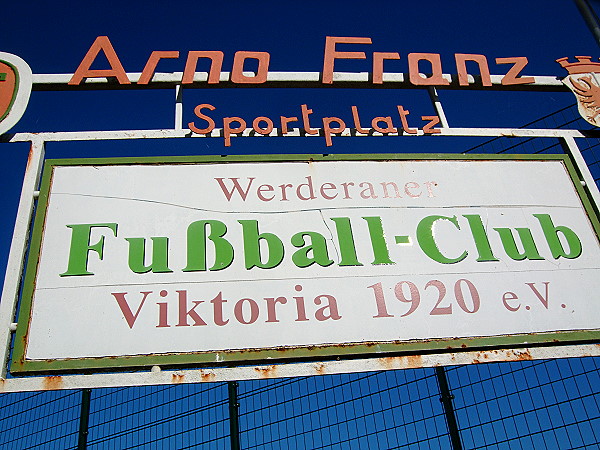 Arno Franz
Sportplatz
Werderaner
Fußball-Club
Viktoria 1920 e.V.